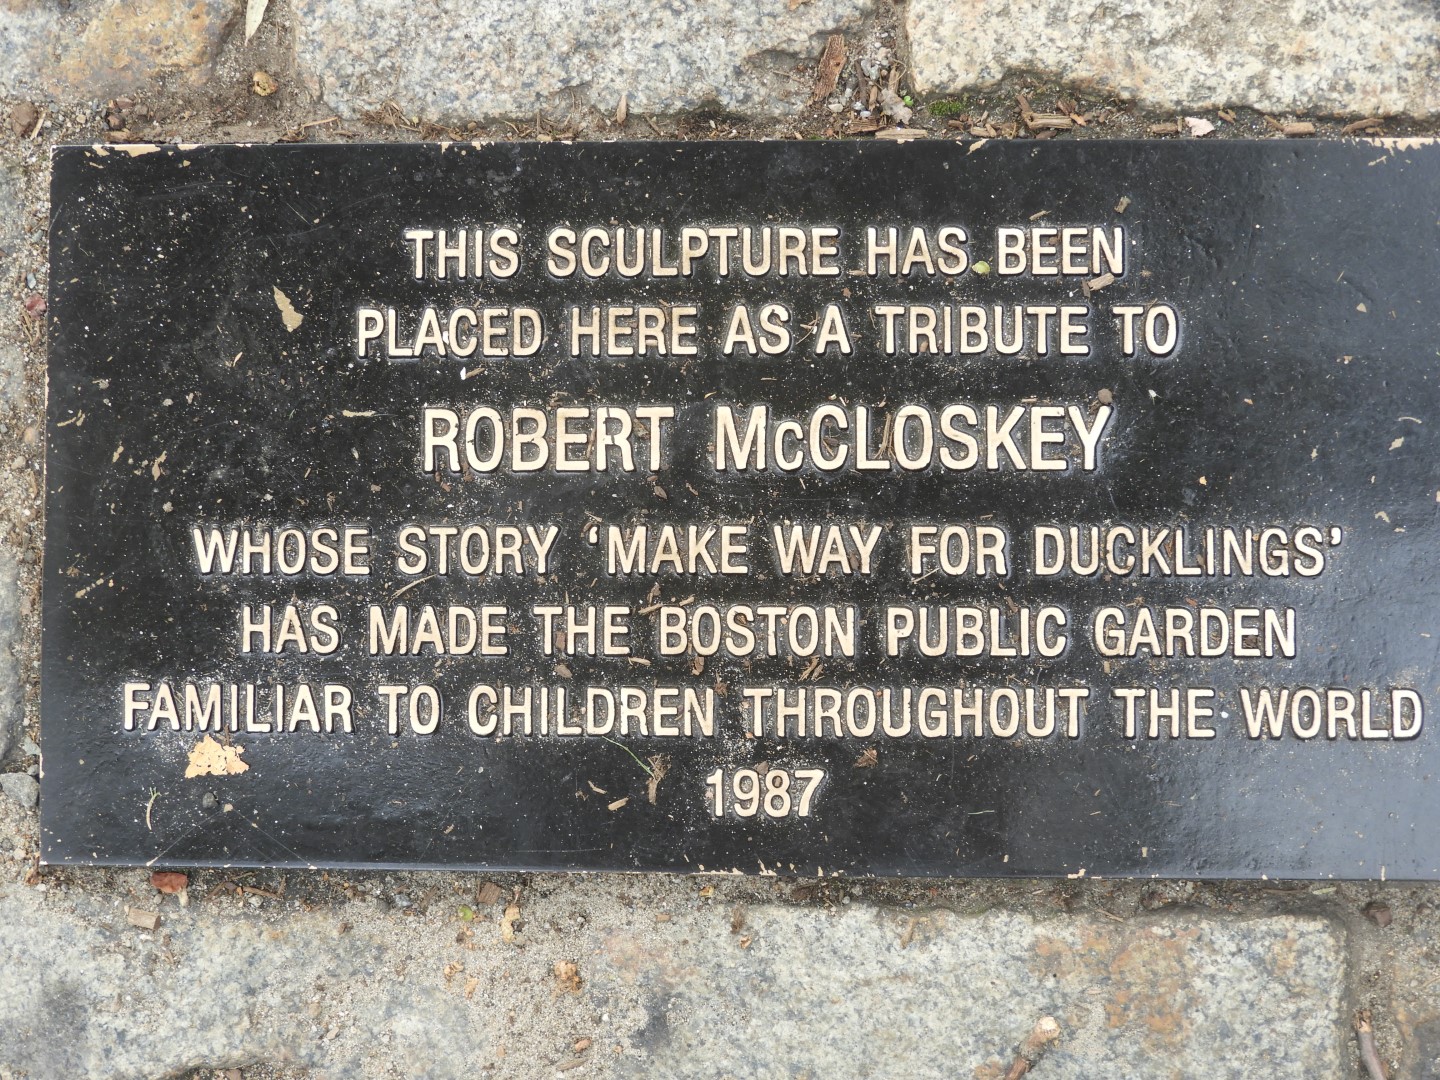 THIS SCULPTURE HAS BEEN
PLACED HERE AS A TRIBUTE TO
ROBERT McCLOSKEY
WHOSE STORY ‘MAKE WAY FOR DUCKLINGS’
HAS MADE THE BOSTON PUBLIC GARDEN
FAMILIAR TO CHILDREN THROUGHOUT THE WORLD
1987